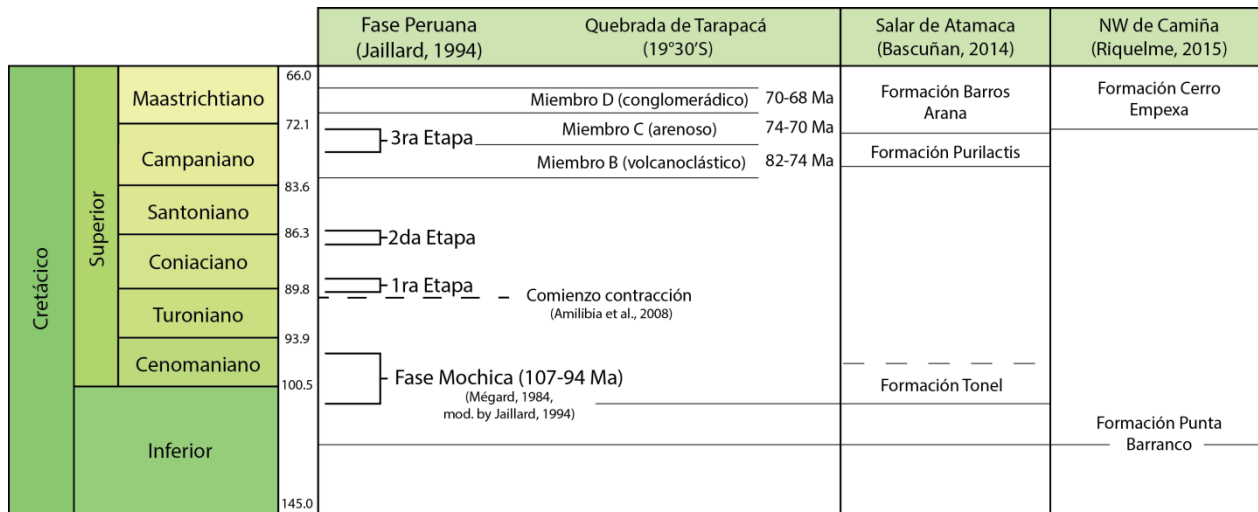 Fase Peruana
(Jaillard, 1994)
Quebrada de Tarapacá
(19°30'S)
Salar de Atamaca
(Bascuñan, 2014)
NW de Camiña
(Riquelme, 2015)
Cretácico
Superior
Maastrichtiano
Campaniano
Santoniano
Coniaciano
Turoniano
Cenomaniano
Inferior
66.0
72.1
83.6
86.3
89.8
93.9
100.5
145.0
3ra Etapa
2da Etapa
1ra Etapa
Comienzo contracción
(Amilibia et al., 2008)
Fase Mochica (107-94 Ma)
(Mégard, 1984,
mod. by Jaillard, 1994)
Miembro D (conglomerádico) 70-68 Ma
Miembro C (arenoso) 74-70 Ma
Miembro B (volcanoclástico) 82-74 Ma
Formación Barros
Arana
Formación Purilactis
Formación Tonel
Formación Cerro
Empexa
Formación Punta
Barranco